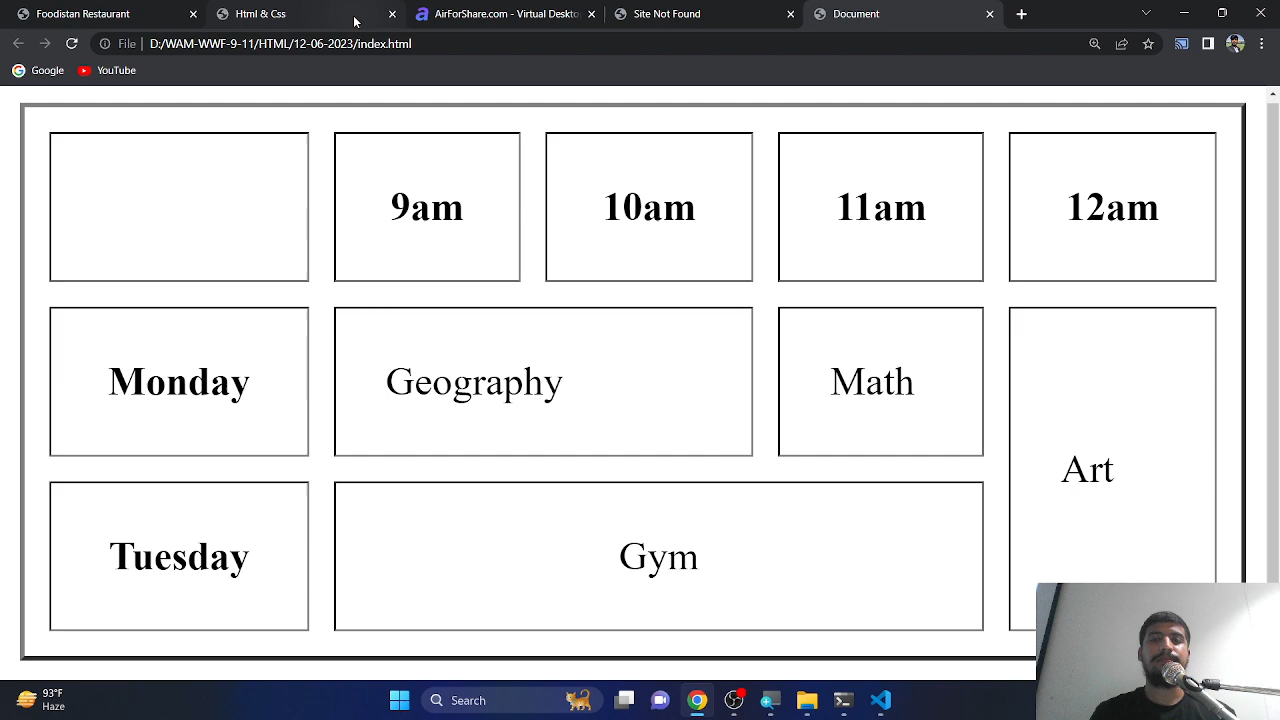 Foodistan Restaurant
Html & Css
AirForShare.com - Virtual Deskto
Site Not Found
Document
File D:/WAM-WWF-9-11/HTML/12-06-2023/index.html
Google YouTube
9am 10am 11am 12am
Monday Geography Math
Art
Tuesday Gym
93°F
Haze
Search